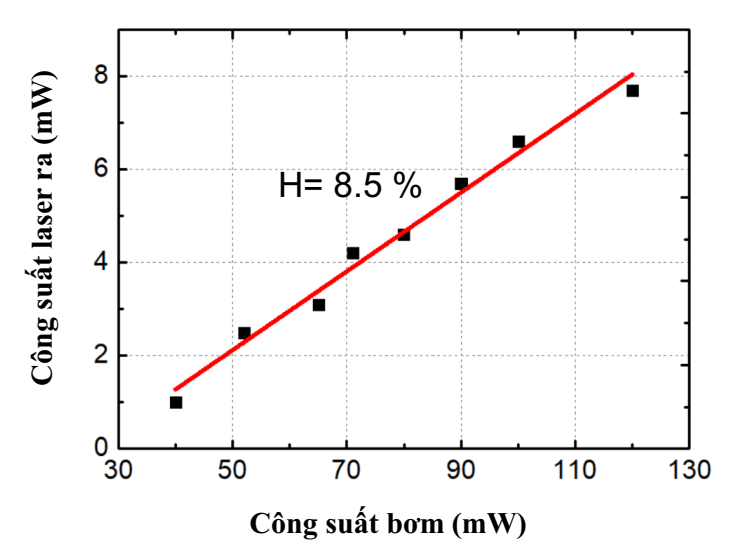 Công suất laser ra (mW)
8
6
4
2
0
H= 8.5 %
30 50 70 90 110 130
Công suất bơm (mW)